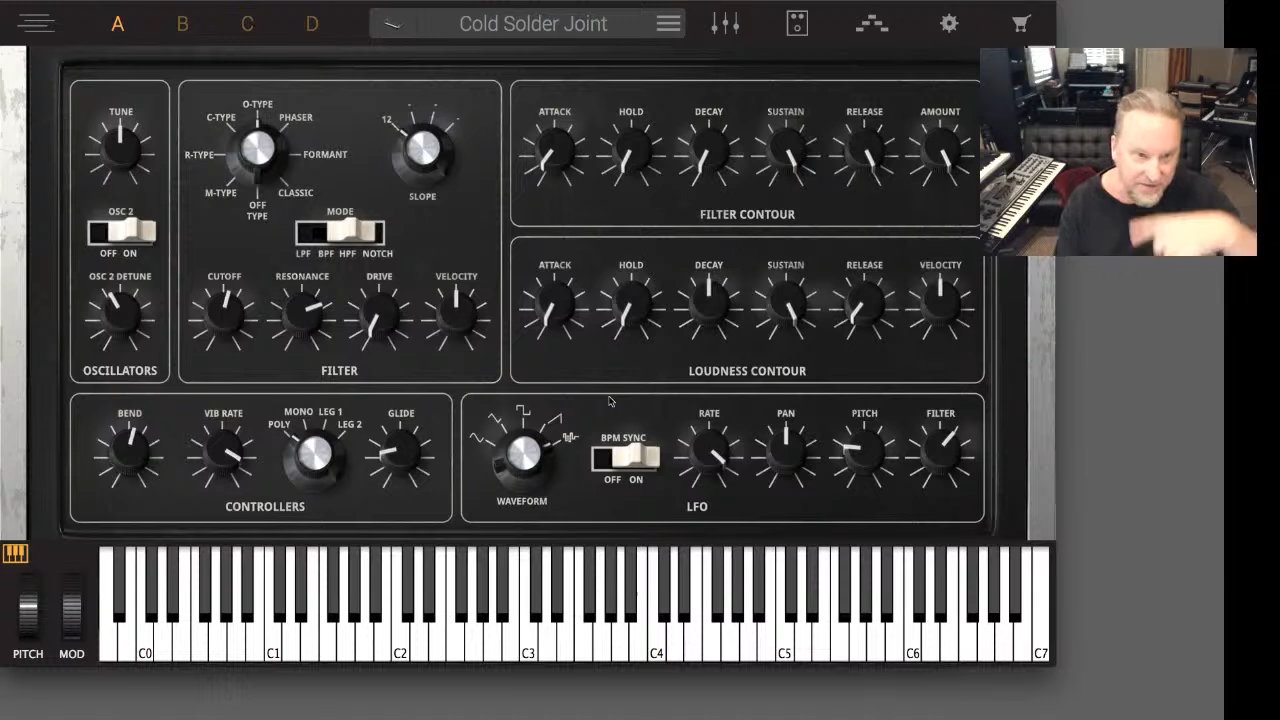 A B C D Cold Solder Joint
TUNE
OSC 2
OFF ON
OSC 2 DETUNE
OSCILLATORS
O-TYPE
C-TYPE PHASER
R-TYPE FORMANT
M-TYPE CLASSIC
OFF
TYPE
12
SLOPE
MODE
LPF BPF HPF NOTCH
CUTOFF RESONANCE DRIVE VELOCITY
FILTER
ATTACK HOLD DECAY SUSTAIN RELEASE AMOUNT
FILTER CONTOUR
ATTACK HOLD DECAY SUSTAIN RELEASE VELOCITY
LOUDNESS CONTOUR
BEND VIB RATE MONO LEG 1 GLIDE
POLY LEG 2
CONTROLLERS
WAVEFORM
BPM SYNC
OFF ON
RATE PAN PITCH FILTER
LFO
PITCH MOD
C0 C1 C2 C3 C4 C5 C6 C7